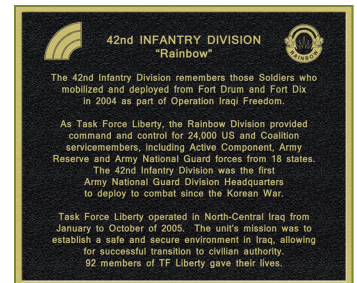 42nd INFANTRY DIVISION
"Rainbow"
RAINBOW
The 42nd Infantry Division remembers those Soldiers who
mobilized and deployed from Fort Drum and Fort Dix
in 2004 as part of Operation Iraqi Freedom.
As Task Force Liberty, the Rainbow Division provided
command and control for 24,000 US and Coalition
servicemembers, including Active Component, Army
Reserve and Army National Guard forces from 18 states.
The 42nd Infantry Division was the first
Army National Guard Division Headquarters
to deploy to combat since the Korean War.
Task Force Liberty operated in North-Central Iraq from
January to October of 2005. The unit's mission was to
establish a safe and secure environment in Iraq, allowing
for successful transition to civilian authority.
92 members of TF Liberty gave their lives.